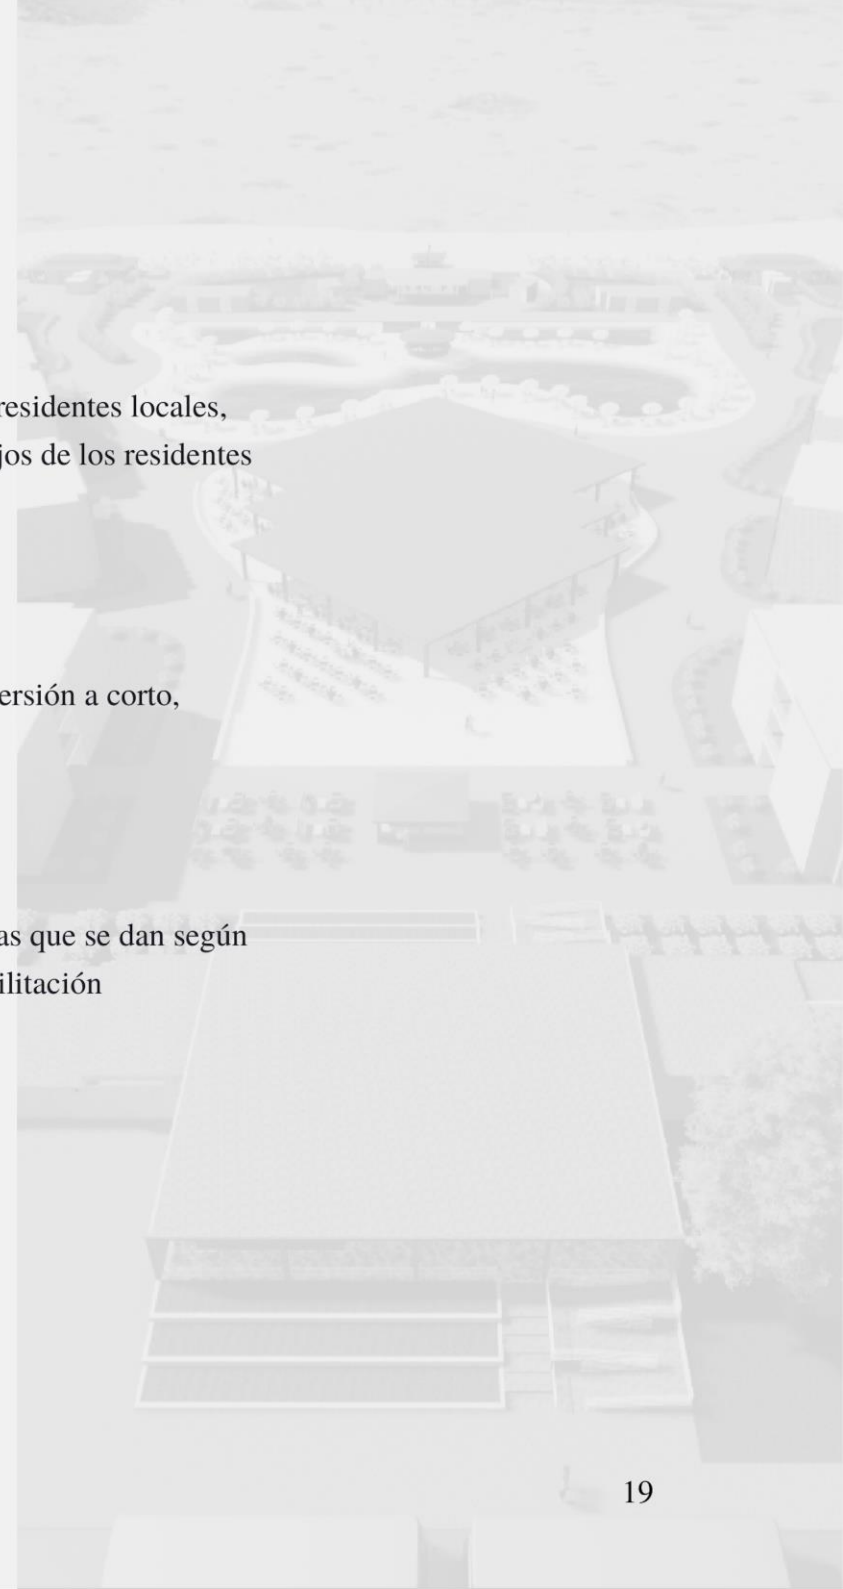 residentes locales,
jos de los residentes
ersión a corto,
as que se dan según
ilitación
19